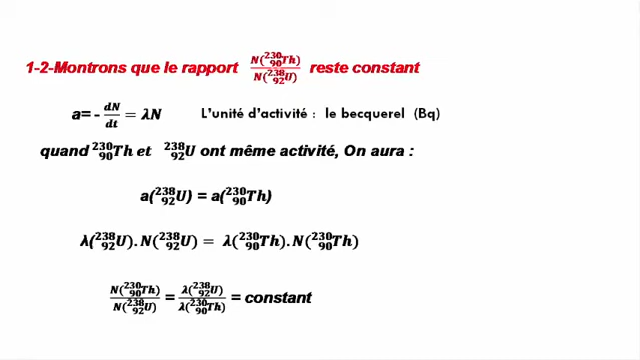 1-2-Montrons que le rapport N(²³⁰₉₀Th)/N(²³⁸₉₂U) reste constant
a= - dN/dt = λN L'unité d'activité : le becquerel (Bq)
quand ²³⁰₉₀Th et ²³⁸₉₂U ont même activité, On aura :
a(²³⁸₉₂U) = a(²³⁰₉₀Th)
λ(²³⁸₉₂U). N(²³⁸₉₂U) = λ(²³⁰₉₀Th). N(²³⁰₉₀Th)
N(²³⁰₉₀Th)/N(²³⁸₉₂U) = λ(²³⁸₉₂U)/λ(²³⁰₉₀Th) = constant